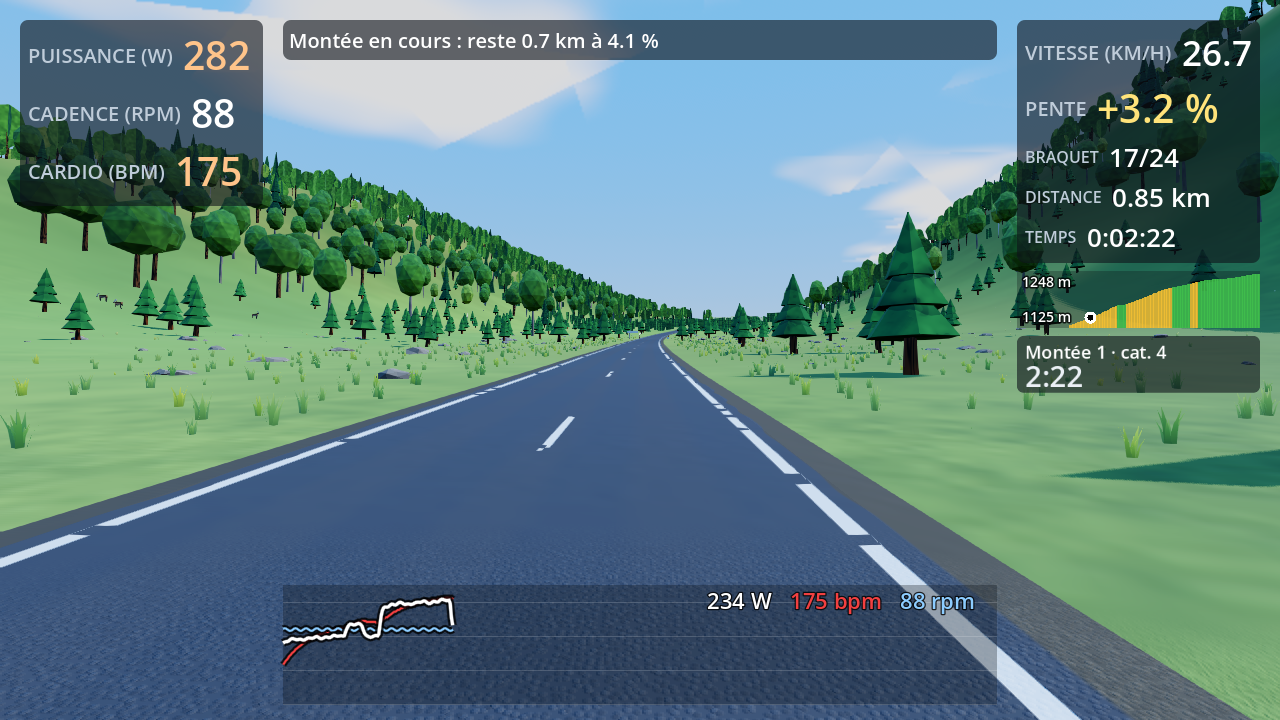 PUISSANCE (W) 282
CADENCE (RPM) 88
CARDIO (BPM) 175
Montée en cours : reste 0.7 km à 4.1 %
VITESSE (KM/H) 26.7
PENTE +3.2 %
BRAQUET 17/24
DISTANCE 0.85 km
TEMPS 0:02:22
1248 m
1125 m
Montée 1 · cat. 4
2:22
234 W 175 bpm 88 rpm